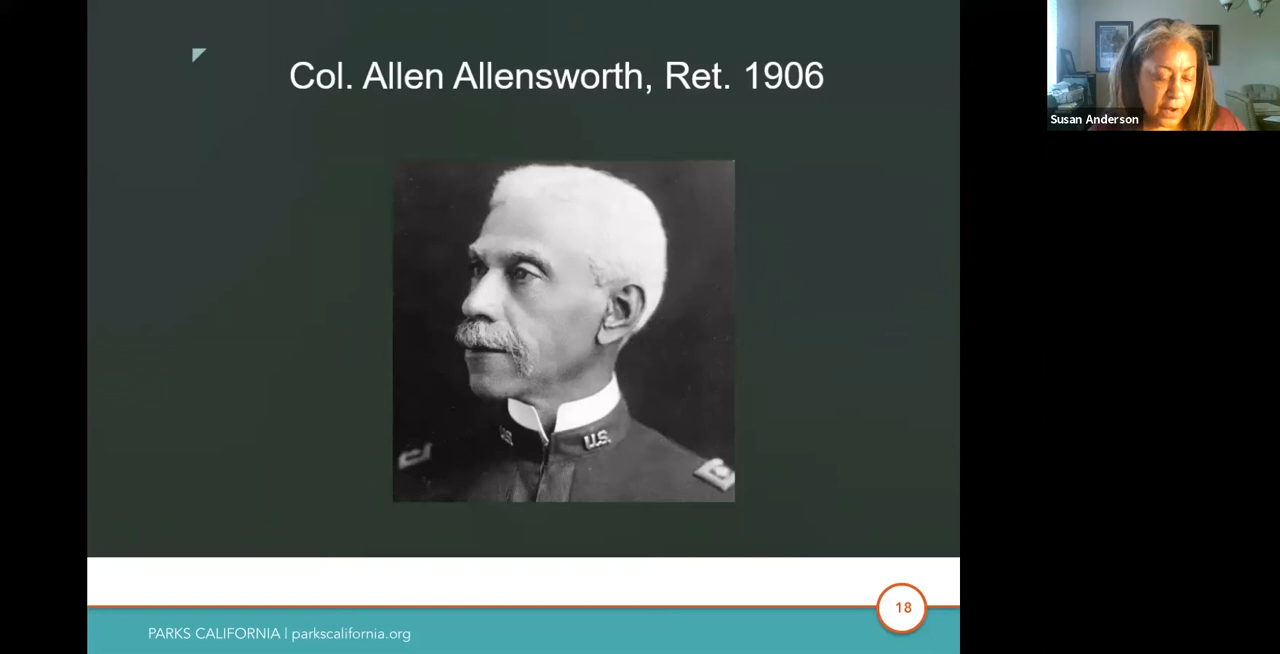 Col. Allen Allensworth, Ret. 1906
Susan Anderson
U.S.
18
PARKS CALIFORNIA | parkscalifornia.org